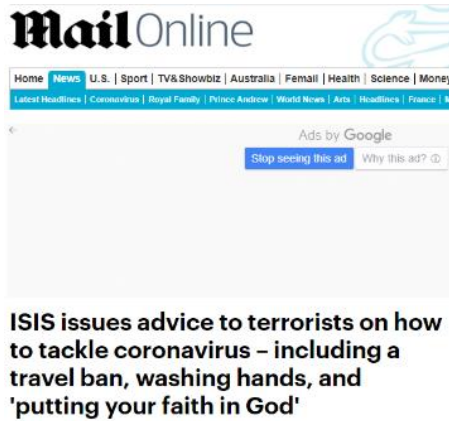 Mail Online
Home News U.S. | Sport | TV&Showbiz | Australia | Femail | Health | Science | Money
Latest Headlines | Coronavirus | Royal Family | Prince Andrew | World News | Arts | Headlines | France |
Ads by Google
Stop seeing this ad Why this ad?
ISIS issues advice to terrorists on how
to tackle coronavirus – including a
travel ban, washing hands, and
'putting your faith in God'